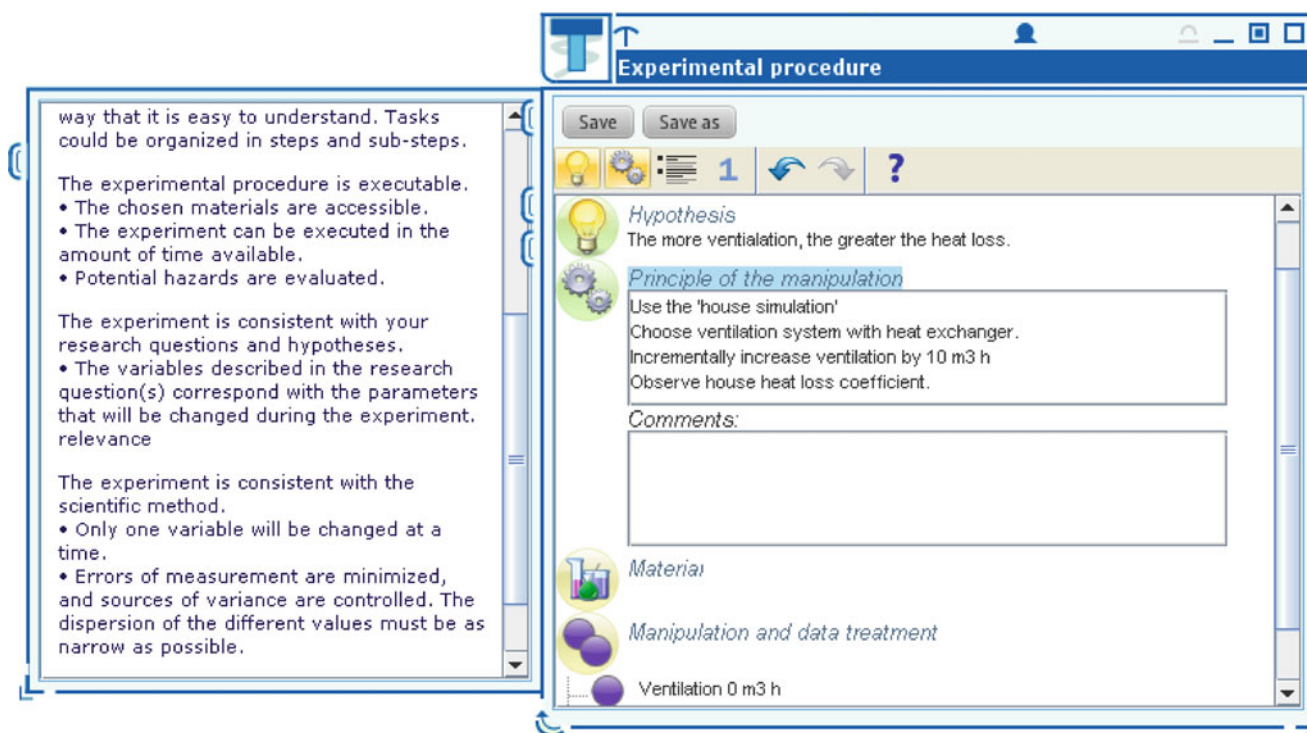 way that it is easy to understand. Tasks
could be organized in steps and sub-steps.
The experimental procedure is executable.
• The chosen materials are accessible.
• The experiment can be executed in the
amount of time available.
• Potential hazards are evaluated.
The experiment is consistent with your
research questions and hypotheses.
• The variables described in the research
question(s) correspond with the parameters
that will be changed during the experiment.
relevance
The experiment is consistent with the
scientific method.
• Only one variable will be changed at a
time.
• Errors of measurement are minimized,
and sources of variance are controlled. The
dispersion of the different values must be as
narrow as possible.
Experimental procedure
Save Save as
1 ?
Hypothesis
The more ventialation, the greater the heat loss.
Principle of the manipulation
Use the 'house simulation'
Choose ventilation system with heat exchanger.
Incrementally increase ventilation by 10 m3 h
Observe house heat loss coefficient.
Comments:
Material
Manipulation and data treatment
Ventilation 0 m3 h